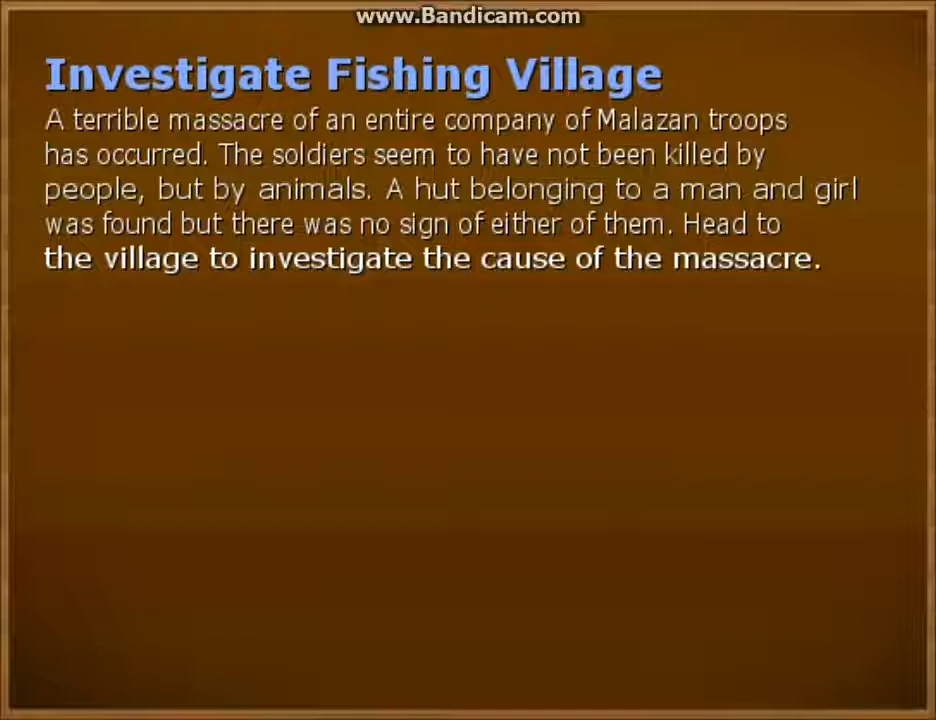 www.Bandicam.com
Investigate Fishing Village
A terrible massacre of an entire company of Malazan troops
has occurred. The soldiers seem to have not been killed by
people, but by animals. A hut belonging to a man and girl
was found but there was no sign of either of them. Head to
the village to investigate the cause of the massacre.